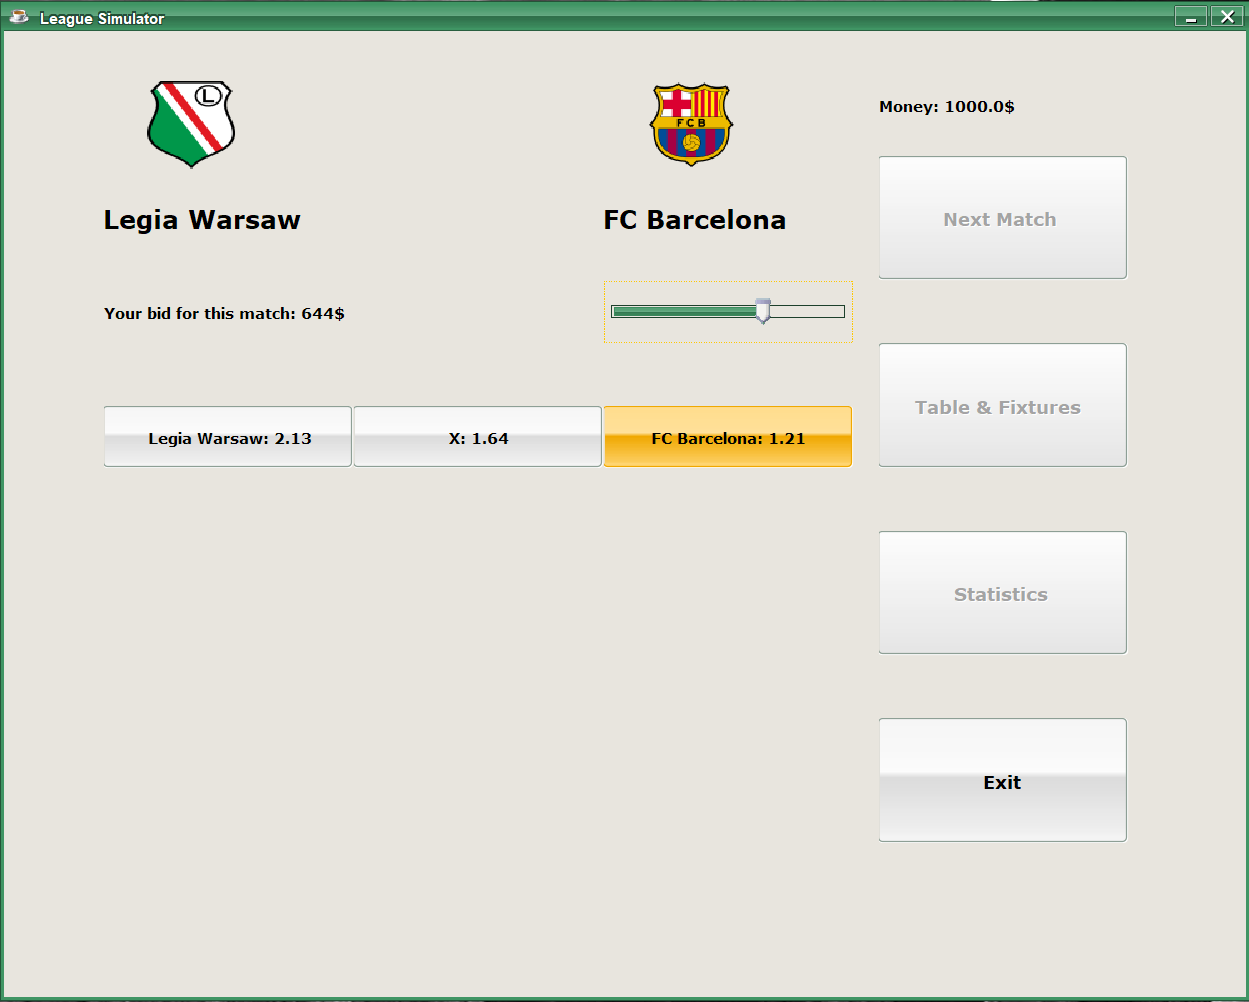 League Simulator
L
FCB
Money: 1000.0$
Next Match
Legia Warsaw
FC Barcelona
Your bid for this match: 644$
Table & Fixtures
Legia Warsaw: 2.13
X: 1.64
FC Barcelona: 1.21
Statistics
Exit